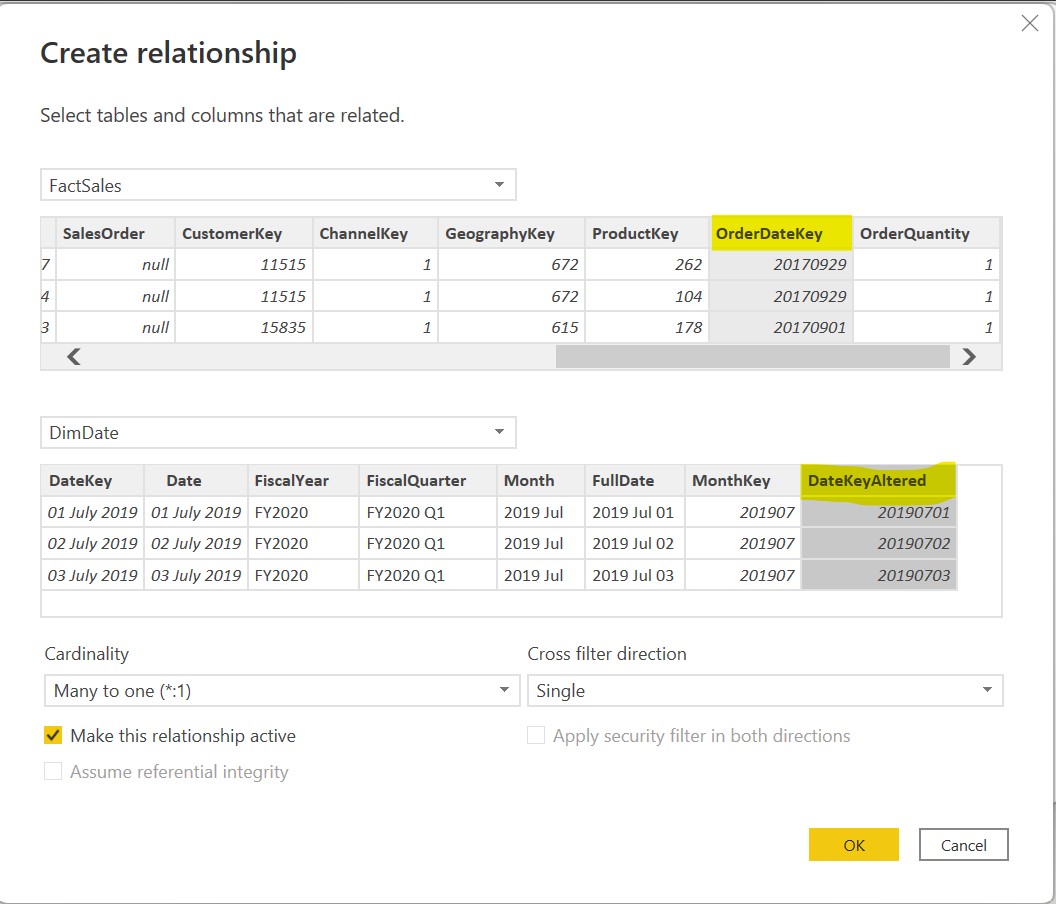 Create relationship
Select tables and columns that are related.
FactSales
SalesOrder CustomerKey ChannelKey GeographyKey ProductKey OrderDateKey OrderQuantity
7 null 11515 1 672 262 20170929 1
4 null 11515 1 672 104 20170929 1
3 null 15835 1 615 178 20170901 1
DimDate
DateKey Date FiscalYear FiscalQuarter Month FullDate MonthKey DateKeyAltered
01 July 2019 01 July 2019 FY2020 FY2020 Q1 2019 Jul 2019 Jul 01 201907 20190701
02 July 2019 02 July 2019 FY2020 FY2020 Q1 2019 Jul 2019 Jul 02 201907 20190702
03 July 2019 03 July 2019 FY2020 FY2020 Q1 2019 Jul 2019 Jul 03 201907 20190703
Cardinality Cross filter direction
Many to one (*:1) Single
Make this relationship active Apply security filter in both directions
Assume referential integrity
OK Cancel